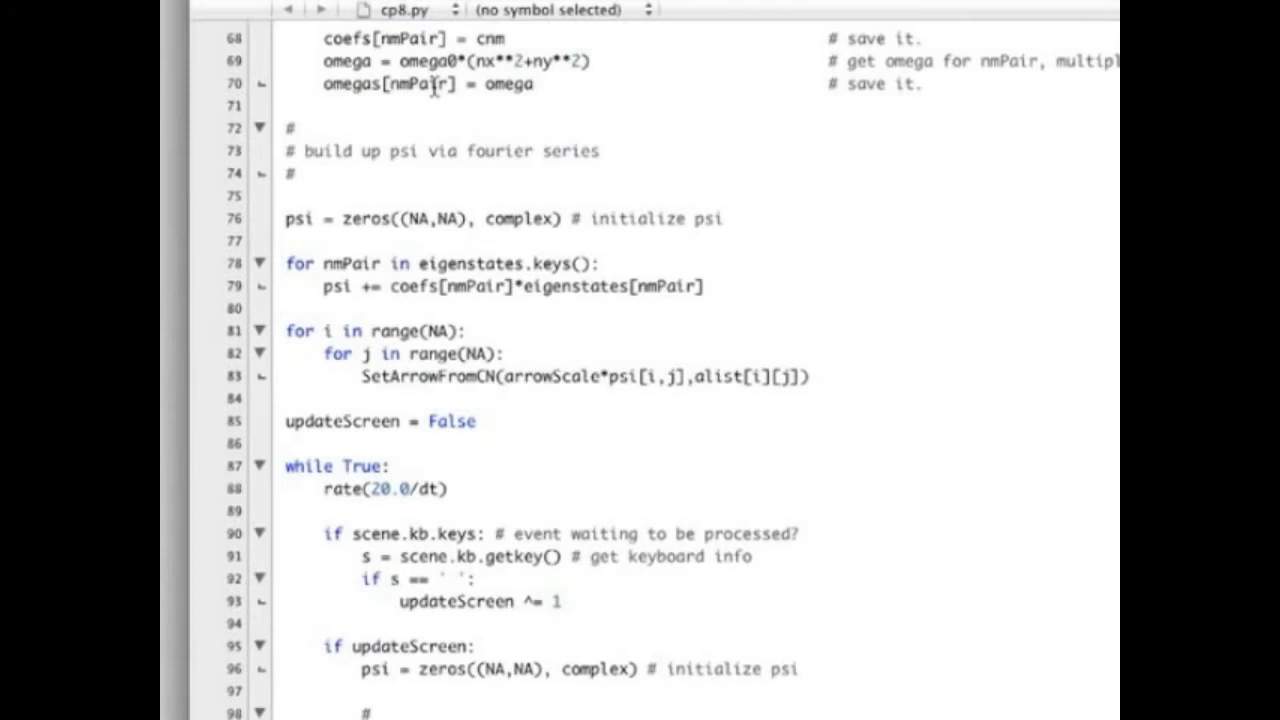 cp8.py (no symbol selected)
68 coefs[nmPair] = cnm # save it.
69 omega = omega0*(nx**2+ny**2) # get omega for nmPair, multipl
70 omegas[nmPair] = omega # save it.
71
72 #
73 # build up psi via fourier series
74 #
75
76 psi = zeros((NA,NA), complex) # initialize psi
77
78 for nmPair in eigenstates.keys():
79 psi += coefs[nmPair]*eigenstates[nmPair]
80
81 for i in range(NA):
82 for j in range(NA):
83 SetArrowFromCN(arrowScale*psi[i,j],alist[i][j])
84
85 updateScreen = False
86
87 while True:
88 rate(20.0/dt)
89
90 if scene.kb.keys: # event waiting to be processed?
91 s = scene.kb.getkey() # get keyboard info
92 if s == ' ':
93 updateScreen ^= 1
94
95 if updateScreen:
96 psi = zeros((NA,NA), complex) # initialize psi
97
98 #